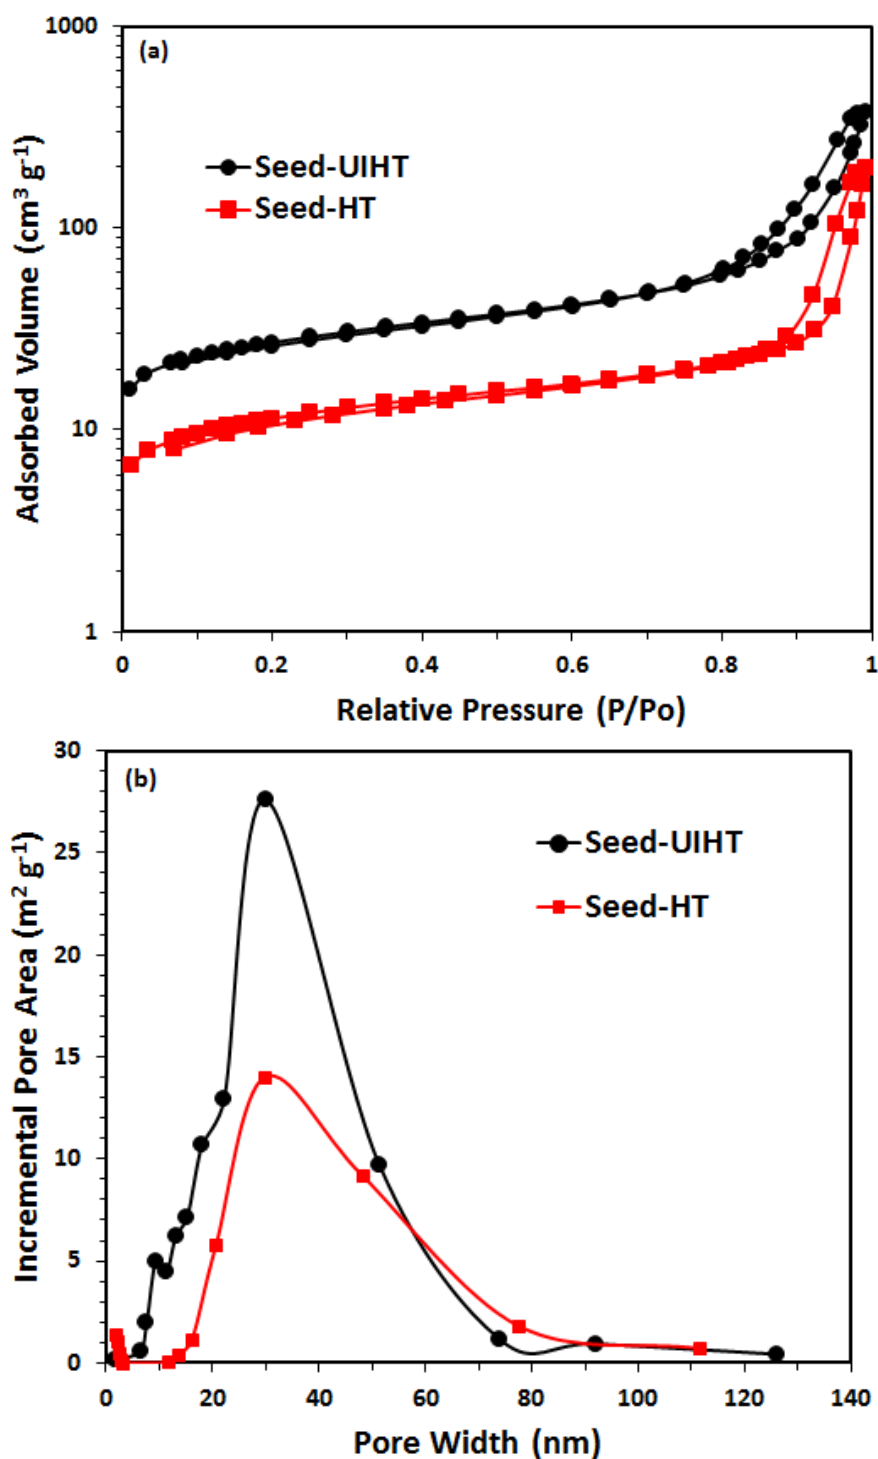 (a)
Seed-UIHT
Seed-HT
Adsorbed Volume (cm³ g⁻¹)
1000
100
10
1
0 0.2 0.4 0.6 0.8 1
Relative Pressure (P/Po)
(b)
Seed-UIHT
Seed-HT
Incremental Pore Area (m² g⁻¹)
30
25
20
15
10
5
0
0 20 40 60 80 100 120 140
Pore Width (nm)